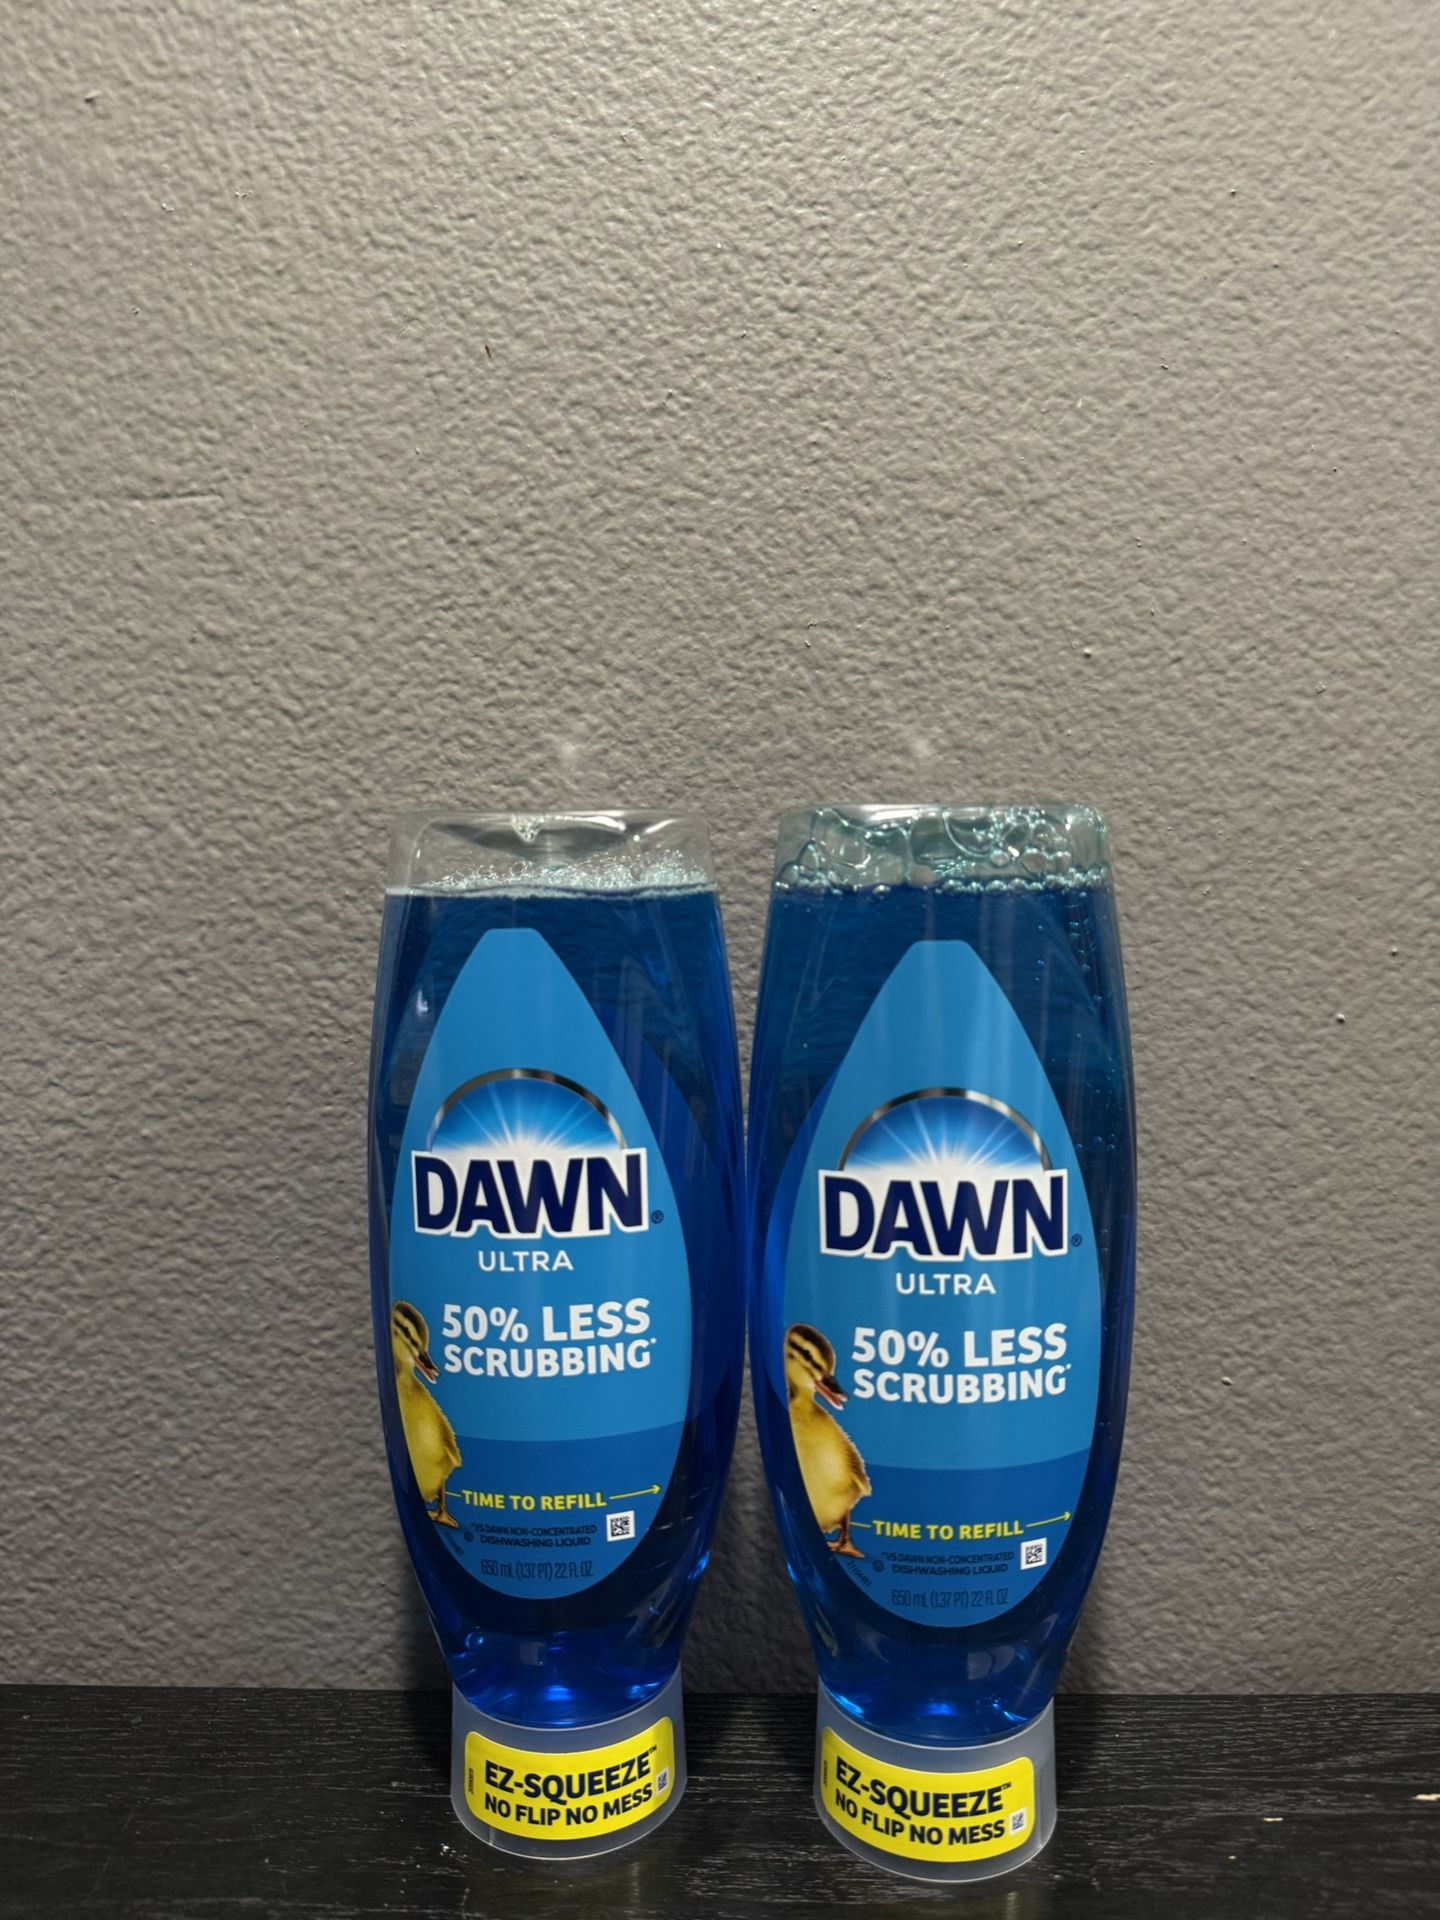 DAWN®
ULTRA
50% LESS
SCRUBBING*
TIME TO REFILL
*VS DAWN NON-CONCENTRATED
DISHWASHING LIQUID
650 mL (1.37 PT) 22 FL OZ
EZ-SQUEEZE™
NO FLIP NO MESS
DAWN®
ULTRA
50% LESS
SCRUBBING*
TIME TO REFILL
*VS DAWN NON-CONCENTRATED
DISHWASHING LIQUID
650 mL (1.37 PT) 22 FL OZ
EZ-SQUEEZE™
NO FLIP NO MESS